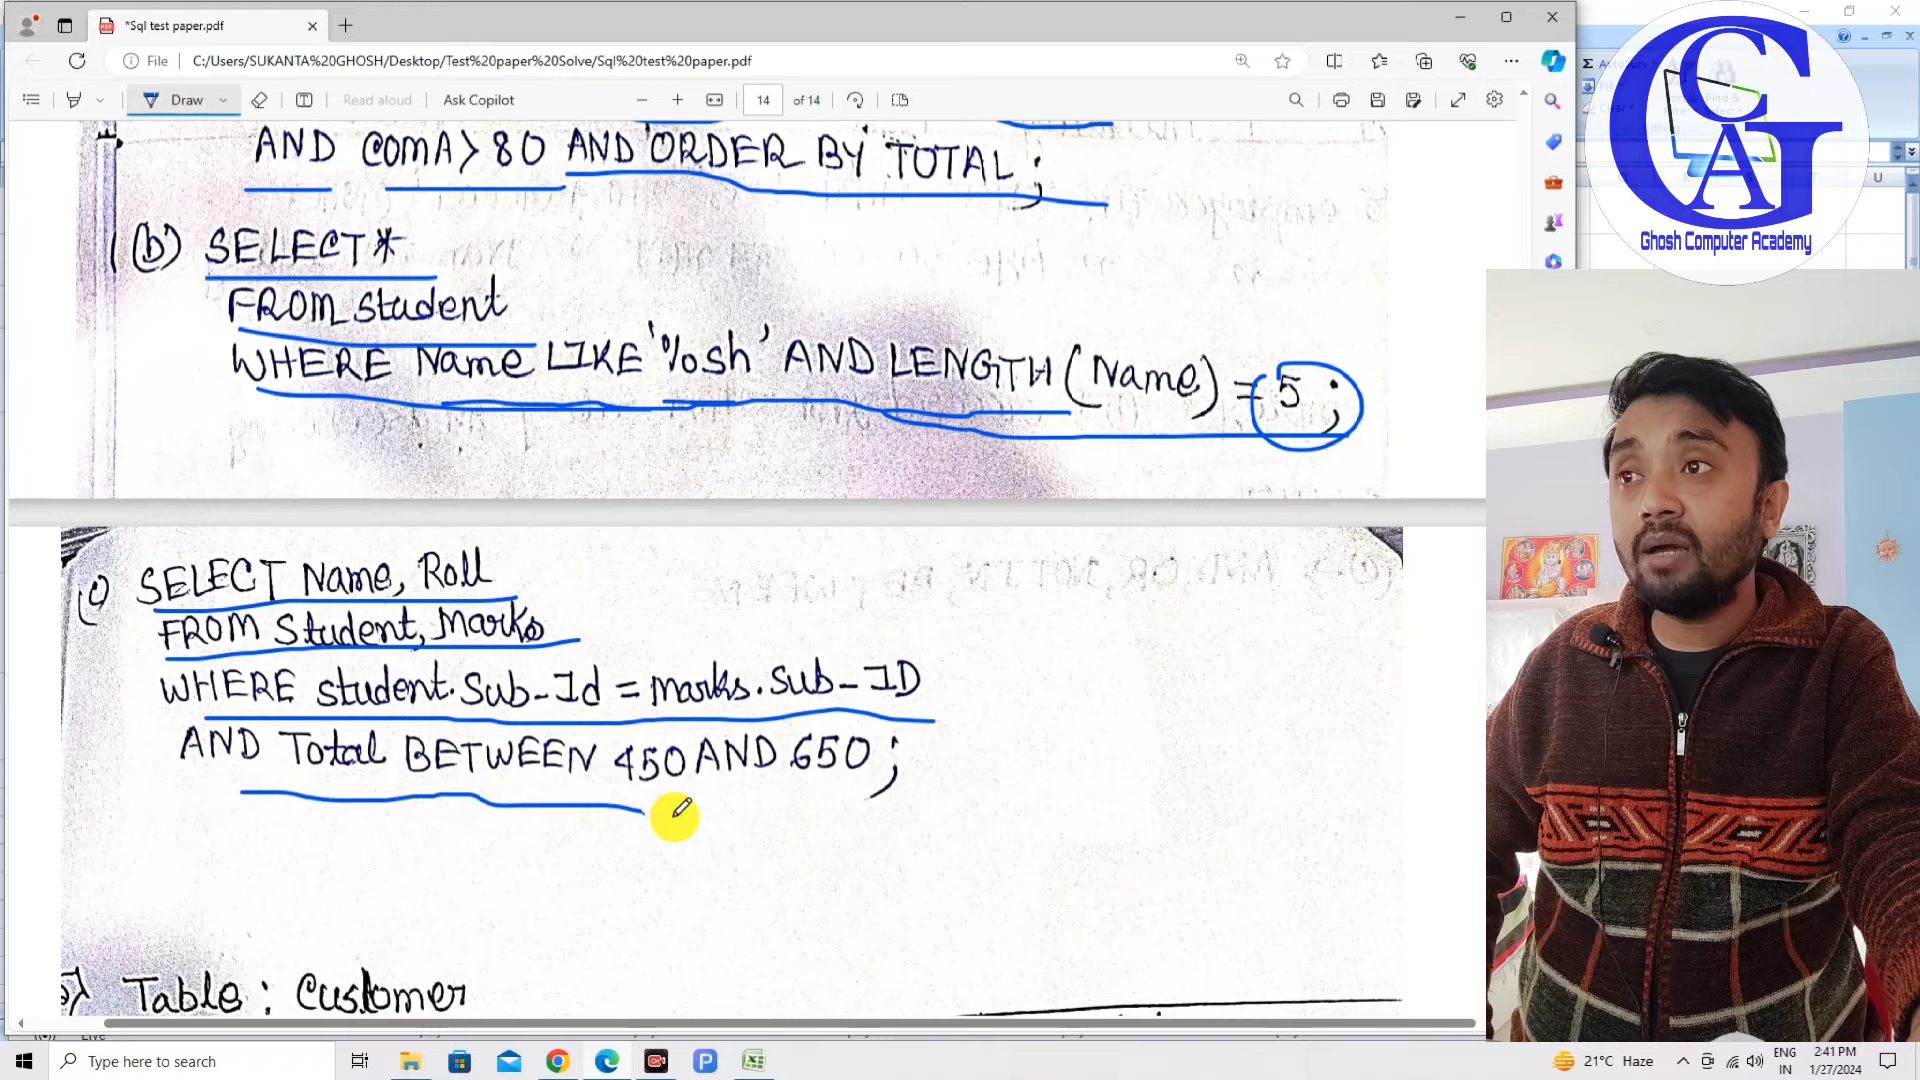 *Sql test paper.pdf
File C:/Users/SUKANTA%20GHOSH/Desktop/Test%20paper%20Solve/Sql%20test%20paper.pdf
Draw Read aloud Ask Copilot 14 of 14
AND COMA > 80 AND ORDER BY TOTAL ;
(b) SELECT *
FROM student
WHERE Name LIKE '%sh' AND LENGTH (Name) = 5 ;
SELECT Name, Roll
FROM Student, Marks
WHERE student.Sub-Id = marks.Sub-ID
AND Total BETWEEN 450 AND 650 ;
Table : Customer
GCA
Ghosh Computer Academy
U
Type here to search
21°C Haze
ENG
IN
2:41 PM
1/27/2024